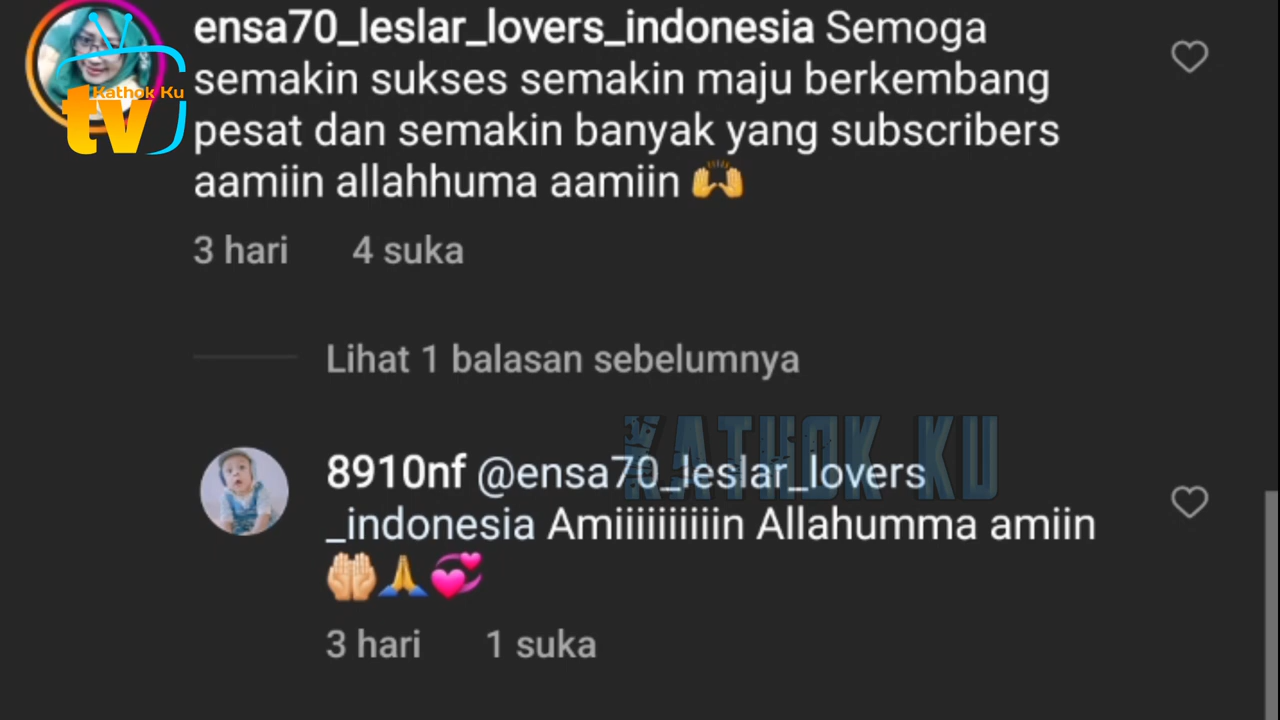 ensa70_leslar_lovers_indonesia Semoga
semakin sukses semakin maju berkembang
pesat dan semakin banyak yang subscribers
aamiin allahhuma aamiin 🙌
3 hari 4 suka
Kathok Ku
tv
Lihat 1 balasan sebelumnya
KATHOK KU
8910nf @ensa70_leslar_lovers
_indonesia Amiiiiiiiiiin Allahumma amiin
🤲🙏💞
3 hari 1 suka